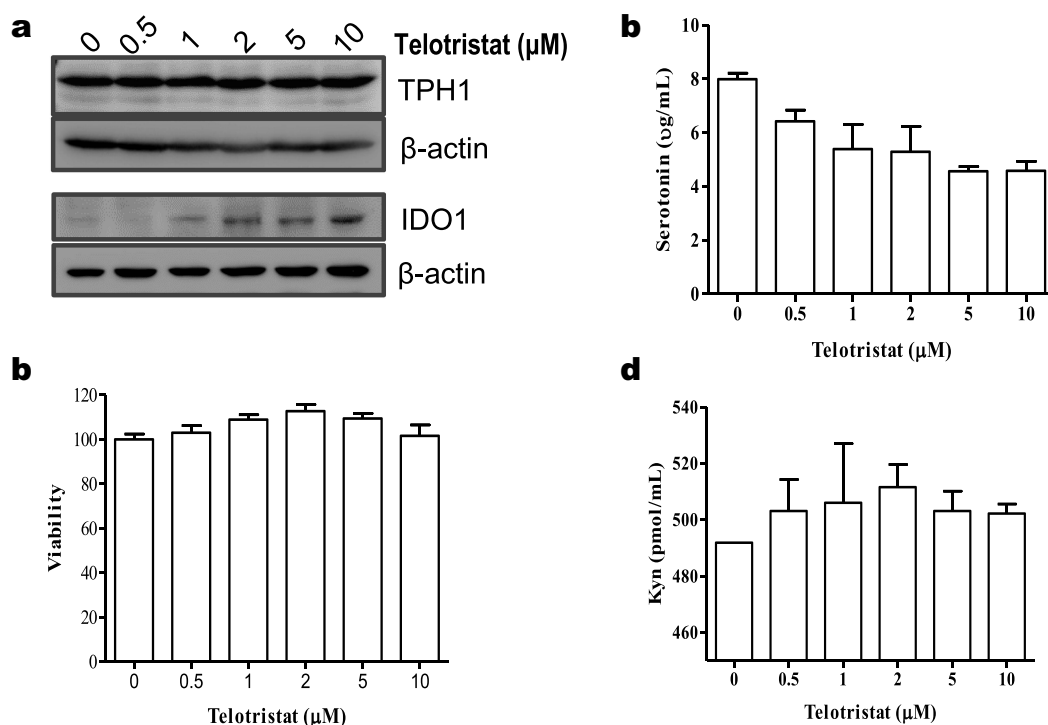 a
0 0.5 1 2 5 10 Telotristat (μM)
TPH1
β-actin
IDO1
β-actin
b
Serotonin (υg/mL)
10
8
6
4
2
0
0 0.5 1 2 5 10
Telotristat (μM)
b
Viability
120
100
80
60
40
20
0
0 0.5 1 2 5 10
Telotristat (μM)
d
Kyn (pmol/mL)
540
520
500
480
460
0 0.5 1 2 5 10
Telotristat (μM)